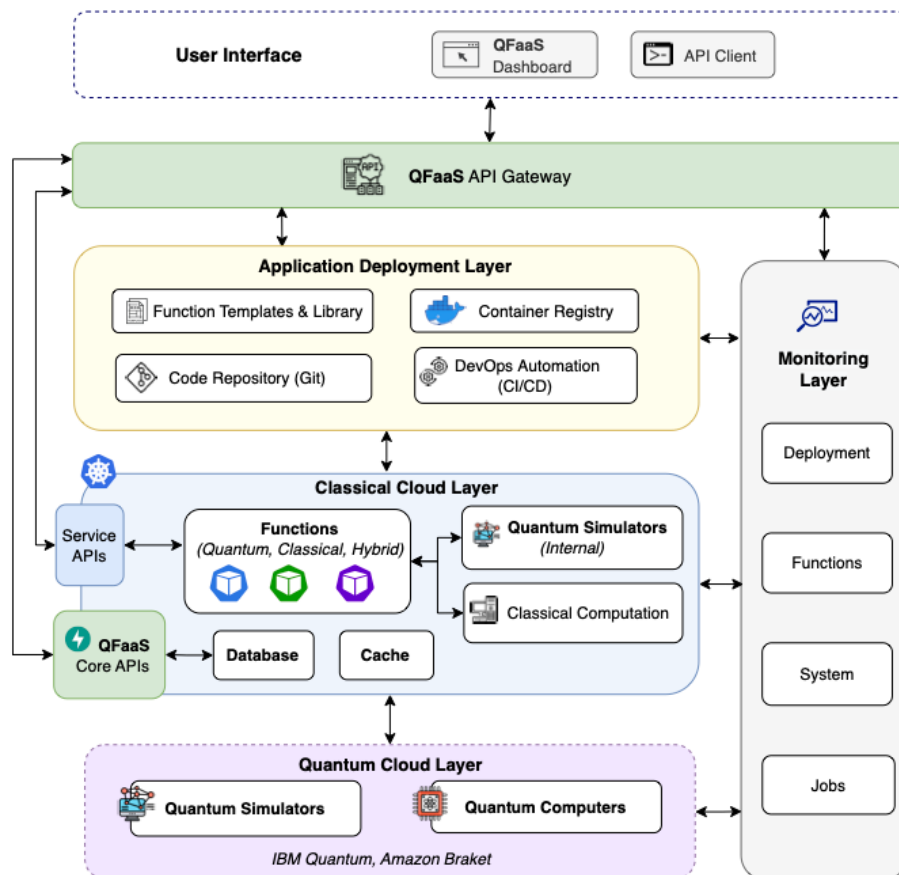 User Interface
QFaaS
Dashboard
API Client
API
QFaaS API Gateway
Application Deployment Layer
Function Templates & Library
Container Registry
Code Repository (Git)
DevOps Automation
(CI/CD)
Monitoring
Layer
Deployment
Functions
System
Jobs
Classical Cloud Layer
Service
APIs
Functions
(Quantum, Classical, Hybrid)
Quantum Simulators
(Internal)
Classical Computation
QFaaS
Core APIs
Database
Cache
Quantum Cloud Layer
Quantum Simulators
Quantum Computers
IBM Quantum, Amazon Braket